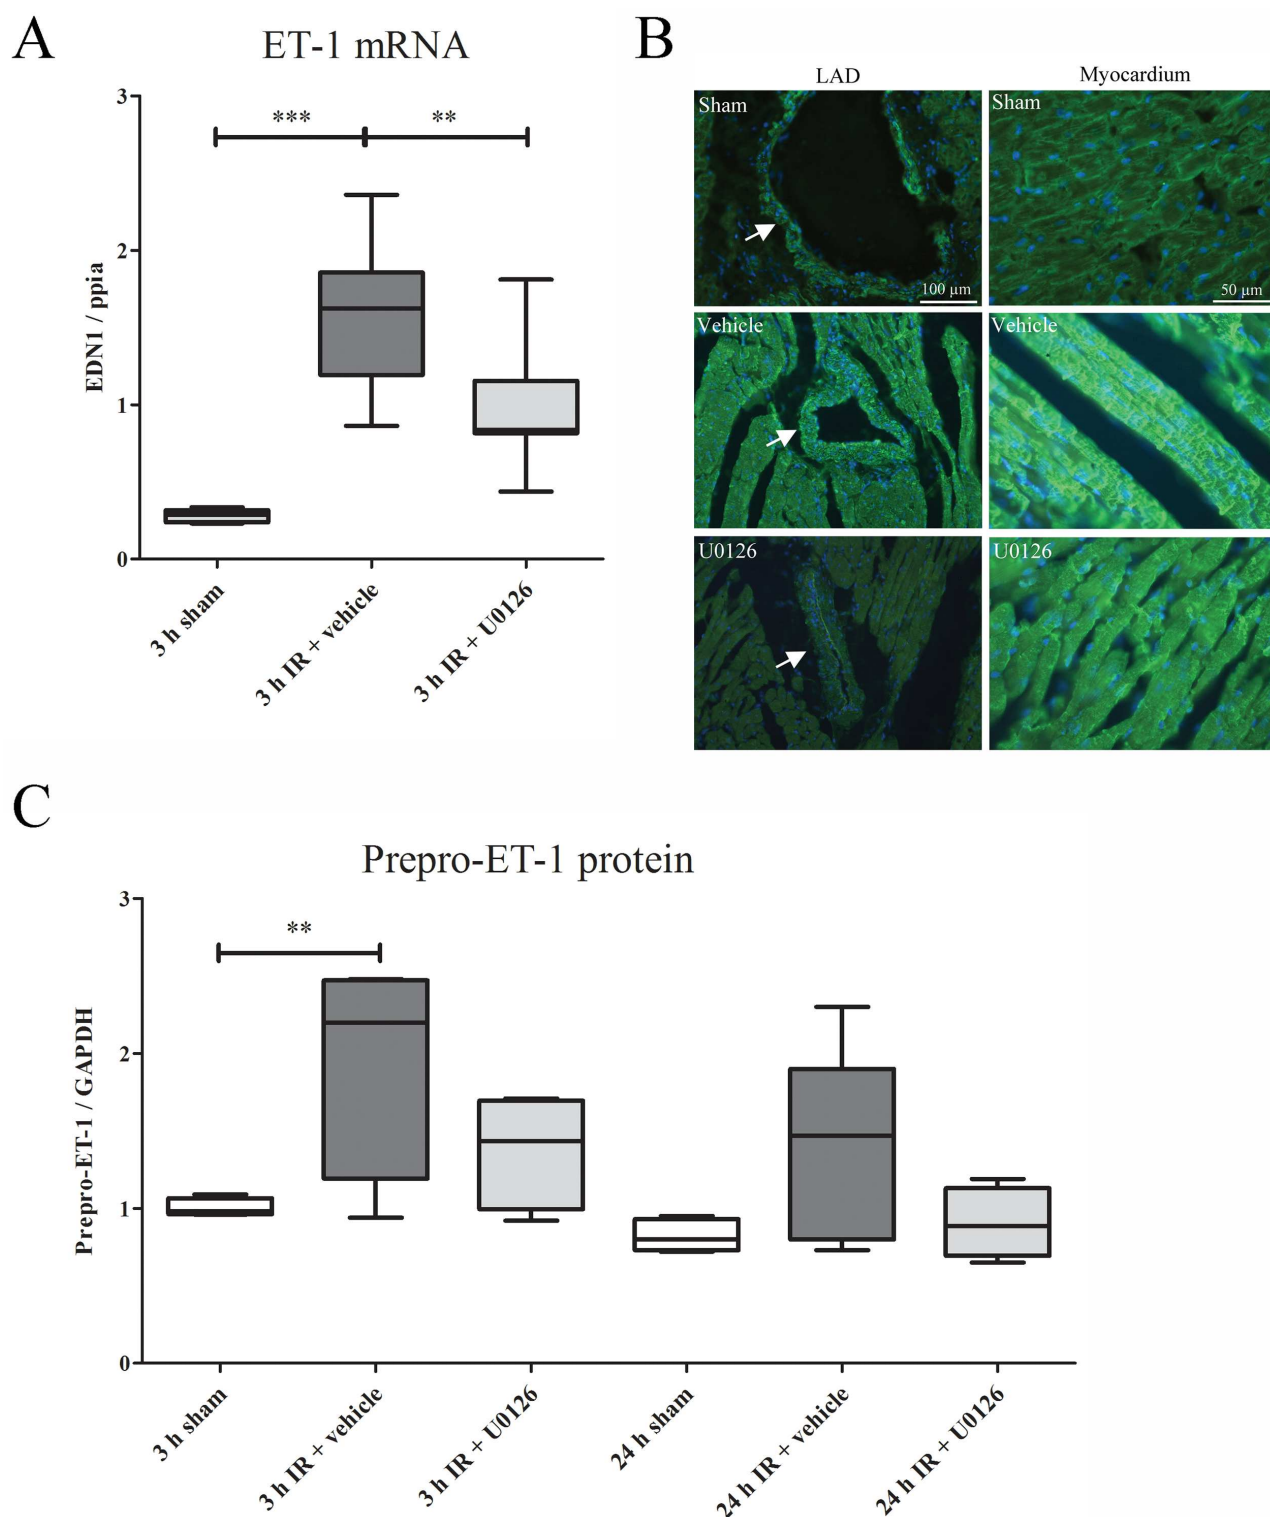 A
ET-1 mRNA
3
2
1
0
EDN1 / ppia
***
**
3 h sham
3 h IR + vehicle
3 h IR + U0126
B
LAD
Myocardium
Sham
100 µm
Sham
50 µm
Vehicle
Vehicle
U0126
U0126
C
Prepro-ET-1 protein
3
2
1
0
Prepro-ET-1 / GAPDH
**
3 h sham
3 h IR + vehicle
3 h IR + U0126
24 h sham
24 h IR + vehicle
24 h IR + U0126